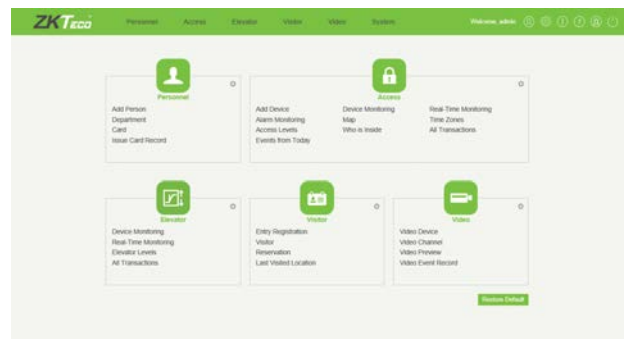 ZKTECO Personnel Access Elevator Visitor Video System Welcome, admin
Personnel
Add Person
Department
Card
Issue Card Record
Access
Add Device Device Monitoring Real-Time Monitoring
Alarm Monitoring Map Time Zones
Access Levels Who is Inside All Transactions
Events from Today
Elevator
Device Monitoring
Real-Time Monitoring
Elevator Levels
All Transactions
Visitor
Entry Registration
Visitor
Reservation
Last Visited Location
Video
Video Device
Video Channel
Video Preview
Video Event Record
Restore Default